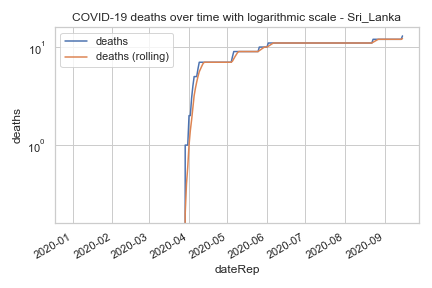 COVID-19 deaths over time with logarithmic scale - Sri_Lanka
deaths
deaths (rolling)
10¹
10⁰
deaths
2020-01
2020-02
2020-03
2020-04
2020-05
2020-06
2020-07
2020-08
2020-09
dateRep